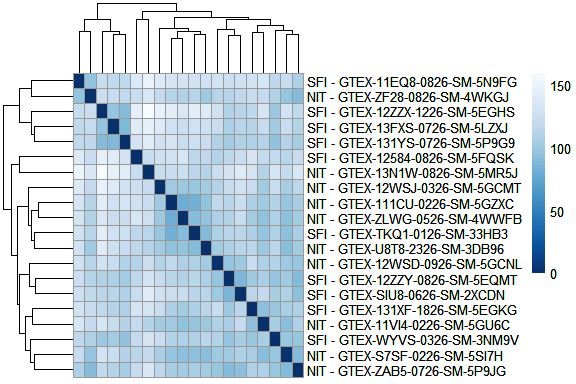 SFI - GTEX-11EQ8-0826-SM-5N9FG
NIT - GTEX-ZF28-0826-SM-4WKGJ
SFI - GTEX-12ZZX-1226-SM-5EGHS
SFI - GTEX-13FXS-0726-SM-5LZXJ
SFI - GTEX-131YS-0726-SM-5P9G9
SFI - GTEX-12584-0826-SM-5FQSK
NIT - GTEX-13N1W-0826-SM-5MR5J
NIT - GTEX-12WSJ-0326-SM-5GCMT
NIT - GTEX-111CU-0226-SM-5GZXC
NIT - GTEX-ZLWG-0526-SM-4WWFB
SFI - GTEX-TKQ1-0126-SM-33HB3
NIT - GTEX-U8T8-2326-SM-3DB96
NIT - GTEX-12WSD-0926-SM-5GCNL
SFI - GTEX-12ZZY-0826-SM-5EQMT
SFI - GTEX-SIU8-0626-SM-2XCDN
SFI - GTEX-131XF-1826-SM-5EGKG
NIT - GTEX-11VI4-0226-SM-5GU6C
SFI - GTEX-WYVS-0326-SM-3NM9V
NIT - GTEX-S7SF-0226-SM-5SI7H
NIT - GTEX-ZAB5-0726-SM-5P9JG
150
100
50
0